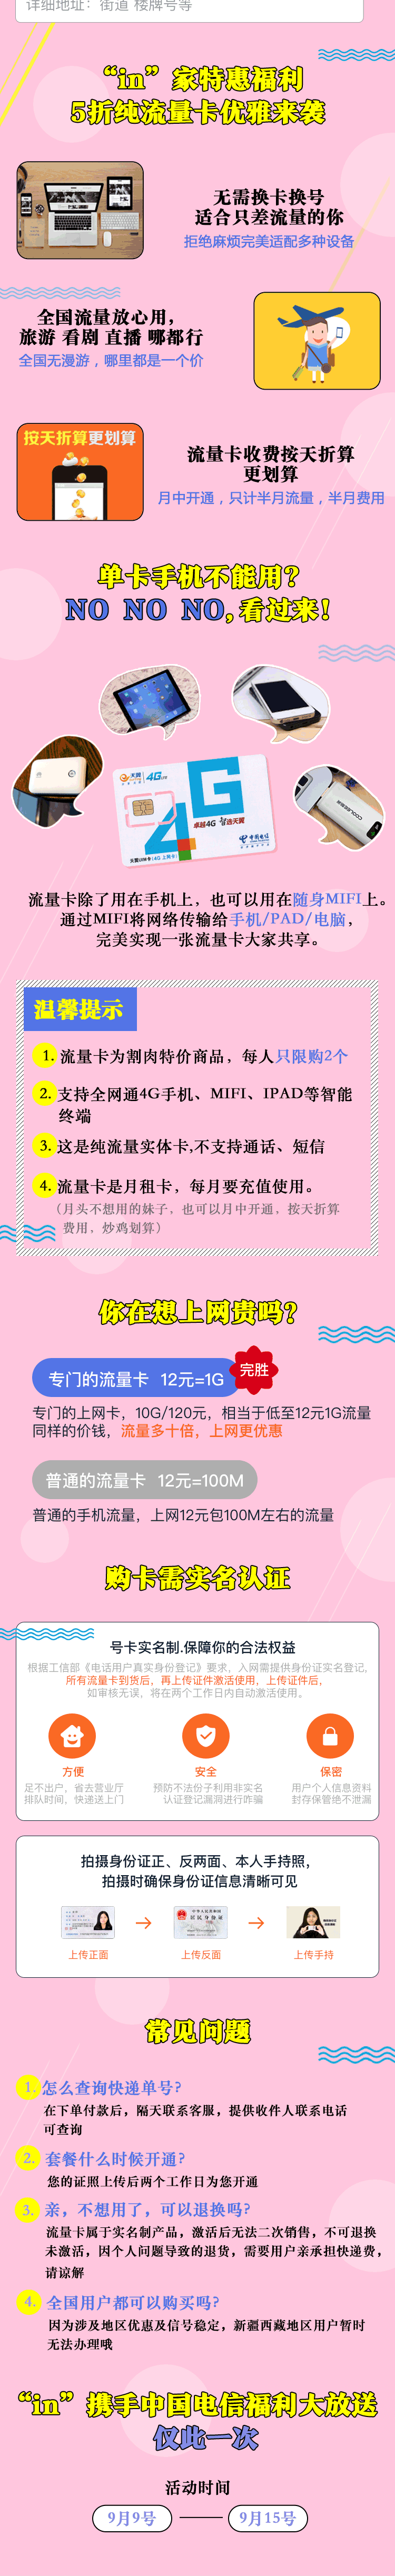 详细地址: 街道 楼牌号等
“in”家特惠福利
5折纯流量卡优雅来袭
无需换卡换号
适合只差流量的你
拒绝麻烦完美适配多种设备
全国流量放心用，
旅游 看剧 直播 哪都行
全国无漫游，哪里都是一个价
按天折算更划算
流量卡收费按天折算
更划算
月中开通，只计半月流量，半月费用
单卡手机不能用?
NO NO NO,看过来!
天翼 4G LTE
4G
卓越4G 智选天翼
中国电信
天翼UIM卡(4G 上网卡)
COOLEAD
流量卡除了用在手机上，也可以用在随身MIFI上。
通过MIFI将网络传输给手机/PAD/电脑，
完美实现一张流量卡大家共享。
温馨提示
1. 流量卡为割肉特价商品，每人只限购2个
2. 支持全网通4G手机、MIFI、IPAD等智能
终端
3. 这是纯流量实体卡,不支持通话、短信
4. 流量卡是月租卡，每月要充值使用。
（月头不想用的妹子，也可以月中开通，按天折算
费用，炒鸡划算）
你在想上网贵吗?
专门的流量卡 12元=1G
完胜
专门的上网卡，10G/120元，相当于低至12元1G流量
同样的价钱，流量多十倍，上网更优惠
普通的流量卡 12元=100M
普通的手机流量，上网12元包100M左右的流量
购卡需实名认证
号卡实名制.保障你的合法权益
根据工信部《电话用户真实身份登记》要求，入网需提供身份证实名登记，
所有流量卡到货后，再上传证件激活使用，上传证件后，
如审核无误，将在两个工作日内自动激活使用。
方便
安全
保密
足不出户，省去营业厅
排队时间，快递送上门
预防不法份子利用非实名
认证登记漏洞进行诈骗
用户个人信息资料
封存保管绝不泄漏
拍摄身份证正、反两面、本人手持照，
拍摄时确保身份证信息清晰可见
中华人民共和国
居民身份证
上传正面
上传反面
上传手持
常见问题
1. 怎么查询快递单号?
在下单付款后，隔天联系客服，提供收件人联系电话
可查询
2. 套餐什么时候开通?
您的证照上传后两个工作日为您开通
3. 亲，不想用了，可以退换吗?
流量卡属于实名制产品，激活后无法二次销售，不可退换
未激活，因个人问题导致的退货，需要用户亲承担快递费，
请谅解
4. 全国用户都可以购买吗?
因为涉及地区优惠及信号稳定，新疆西藏地区用户暂时
无法办理哦
“in”携手中国电信福利大放送
仅此一次
活动时间
9月9号 —— 9月15号